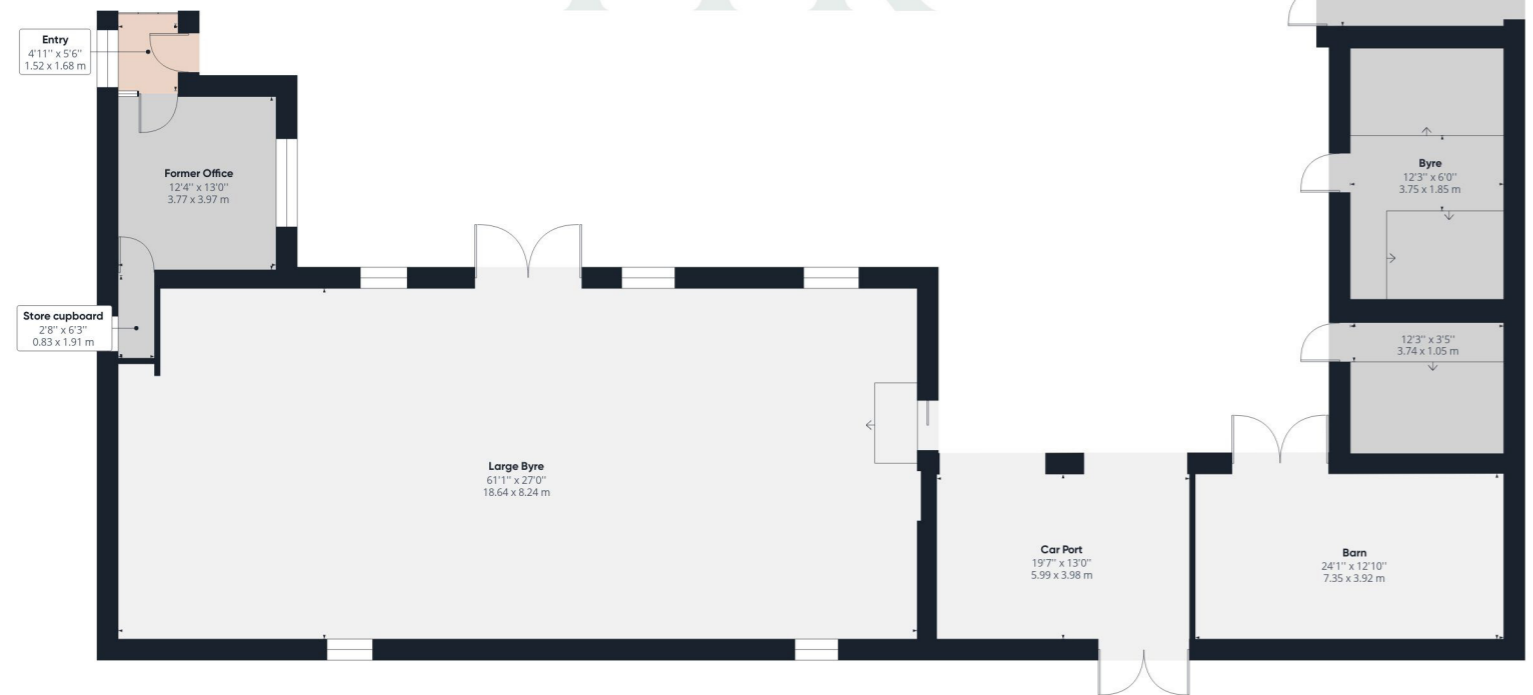 Entry
4'11'' x 5'6''
1.52 x 1.68 m
Former Office
12'4'' x 13'0''
3.77 x 3.97 m
Store cupboard
2'8'' x 6'3''
0.83 x 1.91 m
Large Byre
61'1'' x 27'0''
18.64 x 8.24 m
Car Port
19'7'' x 13'0''
5.99 x 3.98 m
Barn
24'1'' x 12'10''
7.35 x 3.92 m
Byre
12'3'' x 6'0''
3.75 x 1.85 m
12'3'' x 3'5''
3.74 x 1.05 m